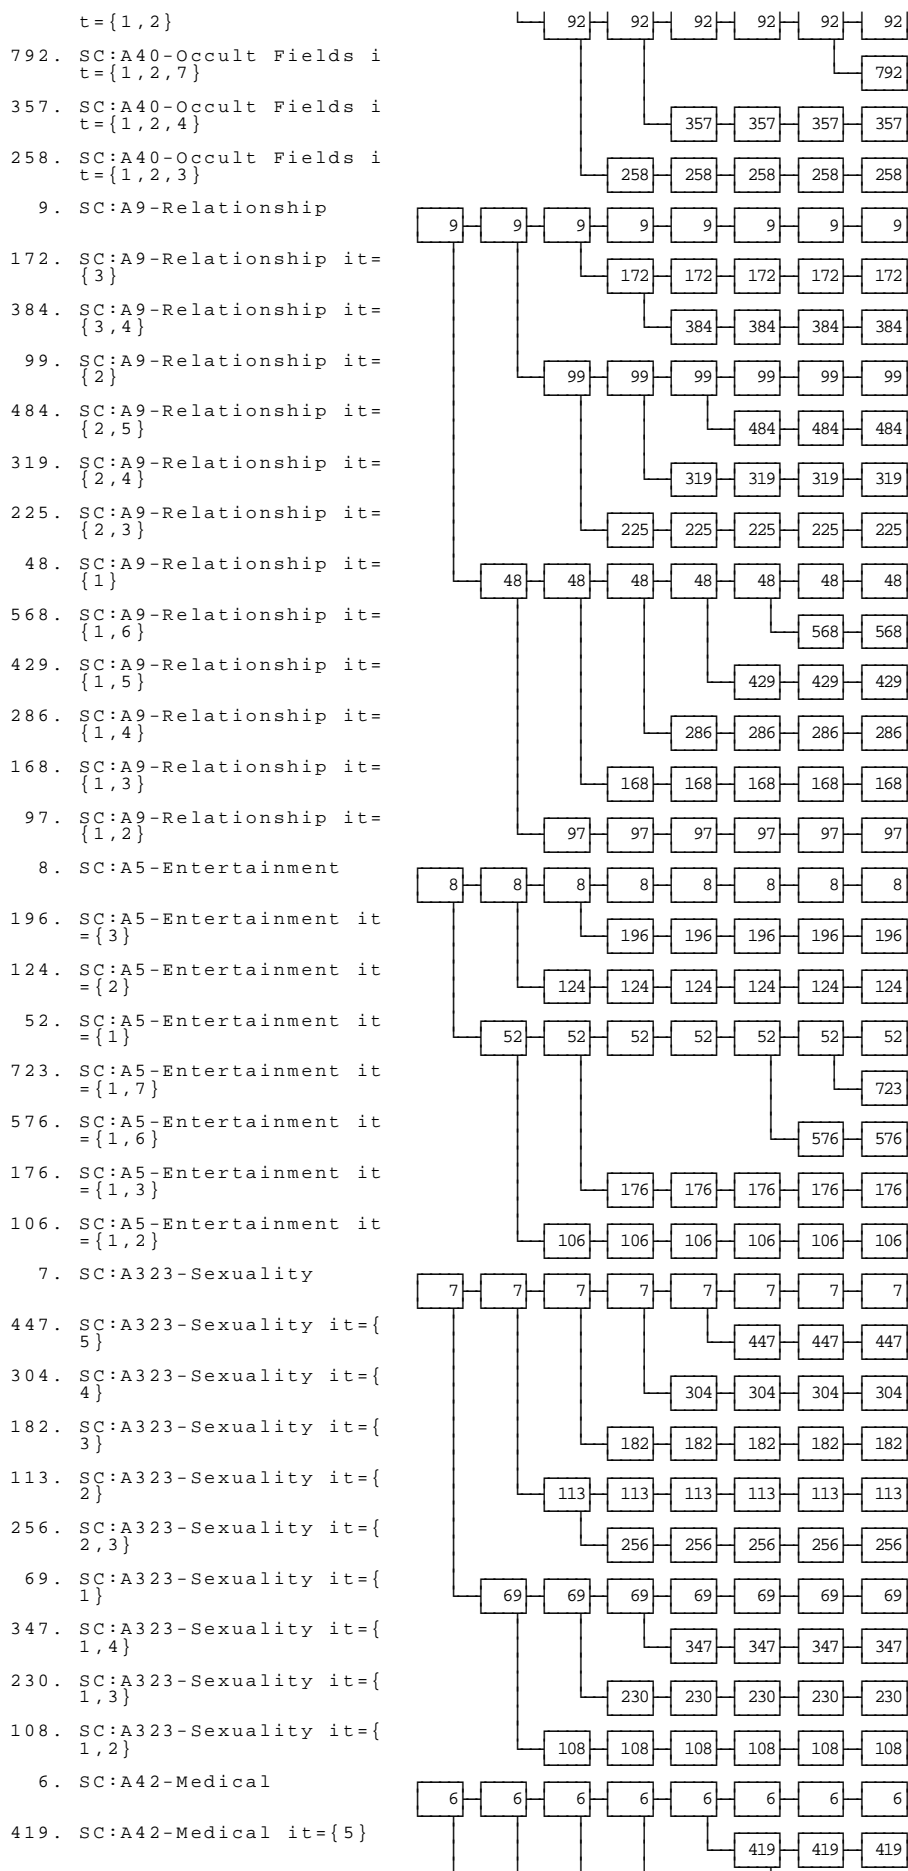 t={1,2} 92 92 92 92 92 92
792. SC:A40-Occult Fields i
t={1,2,7} 792
357. SC:A40-Occult Fields i
t={1,2,4} 357 357 357 357
258. SC:A40-Occult Fields i
t={1,2,3} 258 258 258 258 258
9. SC:A9-Relationship 9 9 9 9 9 9 9 9
172. SC:A9-Relationship it=
{3} 172 172 172 172 172
384. SC:A9-Relationship it=
{3,4} 384 384 384 384
99. SC:A9-Relationship it=
{2} 99 99 99 99 99 99
484. SC:A9-Relationship it=
{2,5} 484 484 484
319. SC:A9-Relationship it=
{2,4} 319 319 319 319
225. SC:A9-Relationship it=
{2,3} 225 225 225 225 225
48. SC:A9-Relationship it=
{1} 48 48 48 48 48 48 48
568. SC:A9-Relationship it=
{1,6} 568 568
429. SC:A9-Relationship it=
{1,5} 429 429 429
286. SC:A9-Relationship it=
{1,4} 286 286 286 286
168. SC:A9-Relationship it=
{1,3} 168 168 168 168 168
97. SC:A9-Relationship it=
{1,2} 97 97 97 97 97 97
8. SC:A5-Entertainment 8 8 8 8 8 8 8 8
196. SC:A5-Entertainment it
={3} 196 196 196 196 196
124. SC:A5-Entertainment it
={2} 124 124 124 124 124 124
52. SC:A5-Entertainment it
={1} 52 52 52 52 52 52 52
723. SC:A5-Entertainment it
={1,7} 723
576. SC:A5-Entertainment it
={1,6} 576 576
176. SC:A5-Entertainment it
={1,3} 176 176 176 176 176
106. SC:A5-Entertainment it
={1,2} 106 106 106 106 106 106
7. SC:A323-Sexuality 7 7 7 7 7 7 7 7
447. SC:A323-Sexuality it={
5} 447 447 447
304. SC:A323-Sexuality it={
4} 304 304 304 304
182. SC:A323-Sexuality it={
3} 182 182 182 182 182
113. SC:A323-Sexuality it={
2} 113 113 113 113 113 113
256. SC:A323-Sexuality it={
2,3} 256 256 256 256 256
69. SC:A323-Sexuality it={
1} 69 69 69 69 69 69 69
347. SC:A323-Sexuality it={
1,4} 347 347 347 347
230. SC:A323-Sexuality it={
1,3} 230 230 230 230 230
108. SC:A323-Sexuality it={
1,2} 108 108 108 108 108 108
6. SC:A42-Medical 6 6 6 6 6 6 6 6
419. SC:A42-Medical it={5} 419 419 419